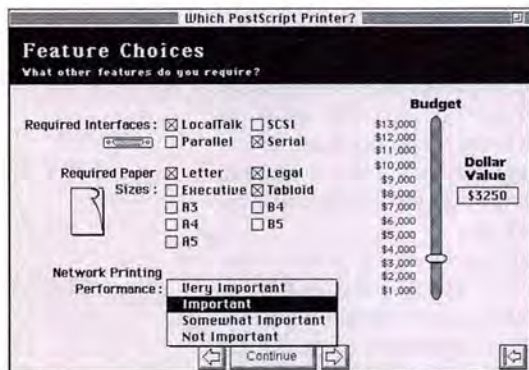 Which PostScript Printer?
Feature Choices
What other features do you require?
Required Interfaces: LocalTalk SCSI
Parallel Serial
Required Paper Sizes: Letter Legal
Executive Tabloid
A3 B4
A4 B5
A5
Network Printing Performance:
Very Important
Important
Somewhat Important
Not Important
Continue
Budget
$13,000
$12,000
$11,000
$10,000
$9,000
$8,000
$7,000
$6,000
$5,000
$4,000
$3,000
$2,000
$1,000
Dollar Value
$3250